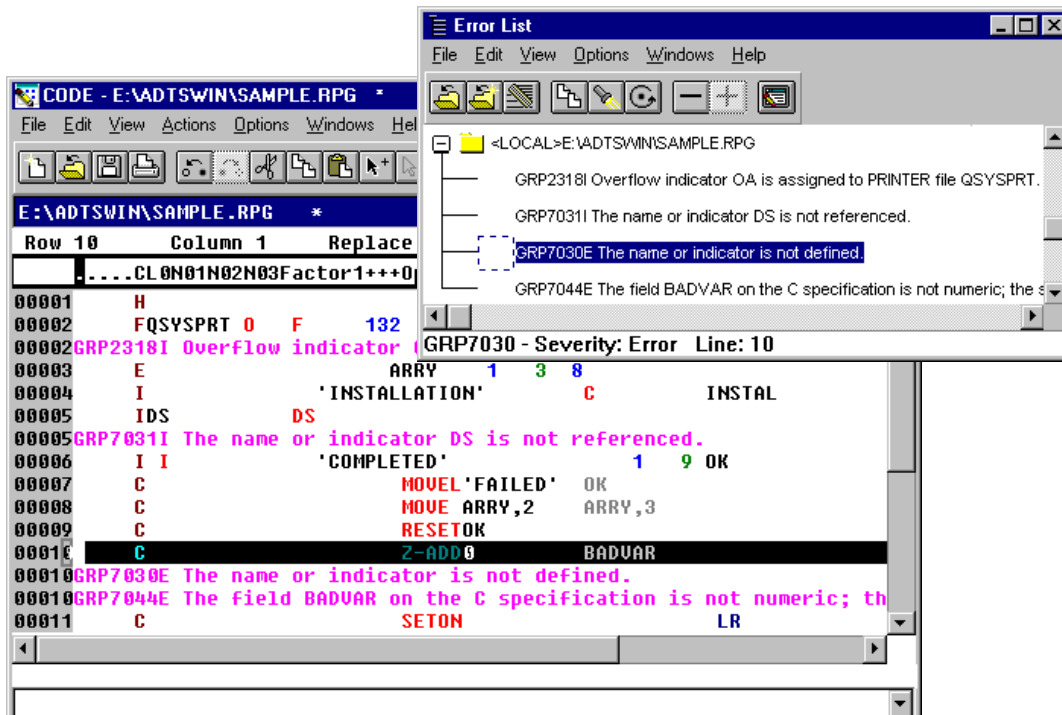 Error List
File Edit View Options Windows Help
<LOCAL>E:\ADTSWIN\SAMPLE.RPG
GRP2318I Overflow indicator OA is assigned to PRINTER file QSYSPRT.
GRP7031I The name or indicator DS is not referenced.
GRP7030E The name or indicator is not defined.
GRP7044E The field BADVAR on the C specification is not numeric; the s
GRP7030 - Severity: Error Line: 10
CODE - E:\ADTSWIN\SAMPLE.RPG *
File Edit View Actions Options Windows Hel
E:\ADTSWIN\SAMPLE.RPG *
Row 10 Column 1 Replace
.....CL0N01N02N03Factor1+++Op
00001 H
00002 FQSYSPRT O F 132
00002GRP2318I Overflow indicator
00003 E ARRY 1 3 8
00004 I 'INSTALLATION' C INSTAL
00005 IDS DS
00005GRP7031I The name or indicator DS is not referenced.
00006 I I 'COMPLETED' 1 9 OK
00007 C MOVEL'FAILED' OK
00008 C MOVE ARRY,2 ARRY,3
00009 C RESETOK
00010 C Z-ADD0 BADVAR
00010GRP7030E The name or indicator is not defined.
00010GRP7044E The field BADVAR on the C specification is not numeric; th
00011 C SETON LR